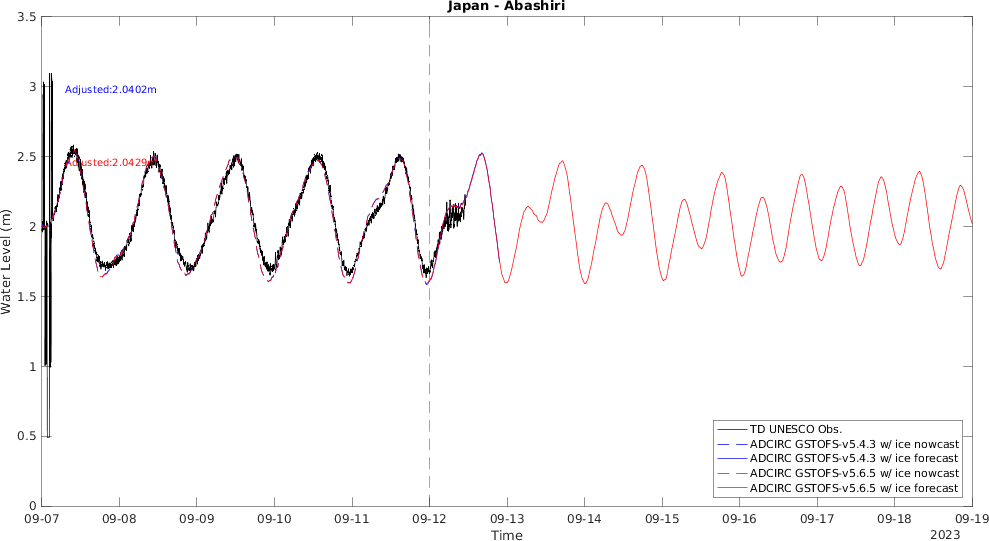 Japan - Abashiri
3.5
3
2.5
2
1.5
1
0.5
0
Water Level (m)
Adjusted:2.0402m
Adjusted:2.0429m
TD UNESCO Obs.
ADCIRC GSTOFS-v5.4.3 w/ ice nowcast
ADCIRC GSTOFS-v5.4.3 w/ ice forecast
ADCIRC GSTOFS-v5.6.5 w/ ice nowcast
ADCIRC GSTOFS-v5.6.5 w/ ice forecast
09-07 09-08 09-09 09-10 09-11 09-12 09-13 09-14 09-15 09-16 09-17 09-18 09-19
Time
2023